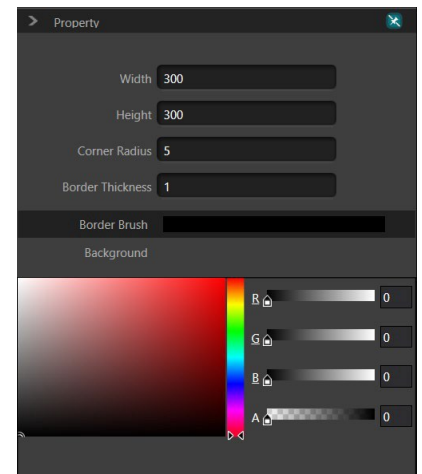 Property
Width 300
Height 300
Corner Radius 5
Border Thickness 1
Border Brush
Background
R 0
G 0
B 0
A 0